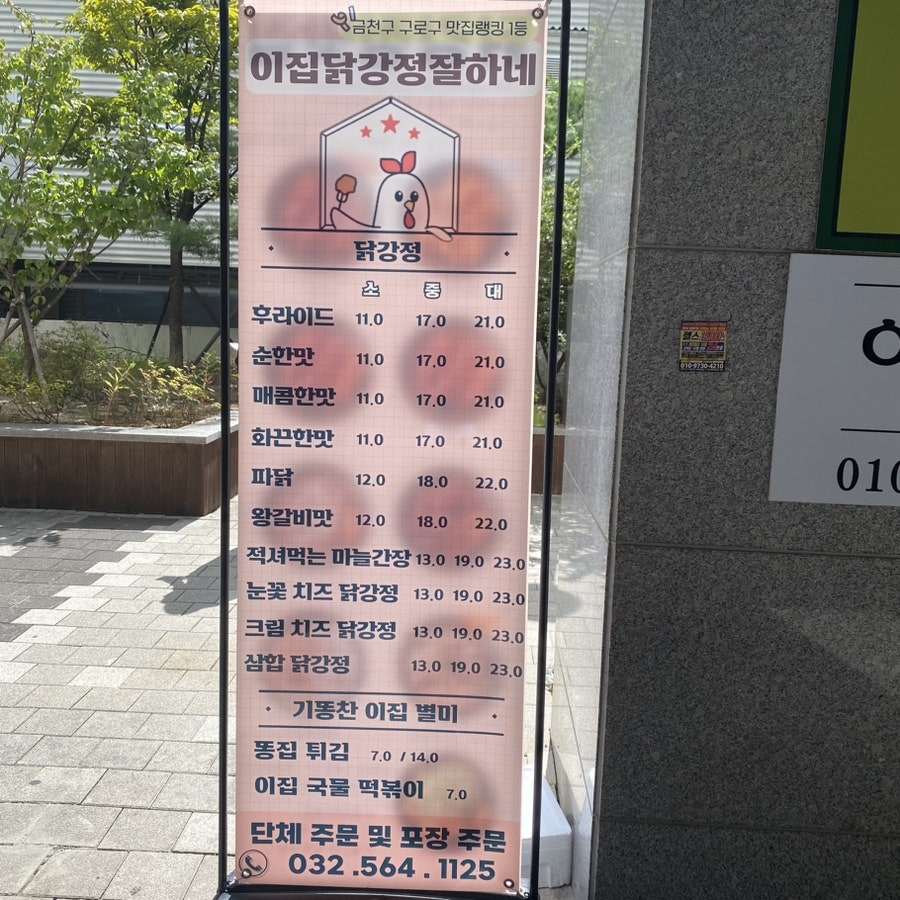 금천구 구로구 맛집랭킹 1등
이집닭강정잘하네
닭강정
소 중 대
후라이드 11.0 17.0 21.0
순한맛 11.0 17.0 21.0
매콤한맛 11.0 17.0 21.0
화끈한맛 11.0 17.0 21.0
파닭 12.0 18.0 22.0
왕갈비맛 12.0 18.0 22.0
적셔먹는 마늘간장 13.0 19.0 23.0
눈꽃 치즈 닭강정 13.0 19.0 23.0
크림 치즈 닭강정 13.0 19.0 23.0
삼합 닭강정 13.0 19.0 23.0
기똥찬 이집 별미
똥집 튀김 7.0 / 14.0
이집 국물 떡볶이 7.0
단체 주문 및 포장 주문
032.564.1125
헬스
010-9730-4210
010